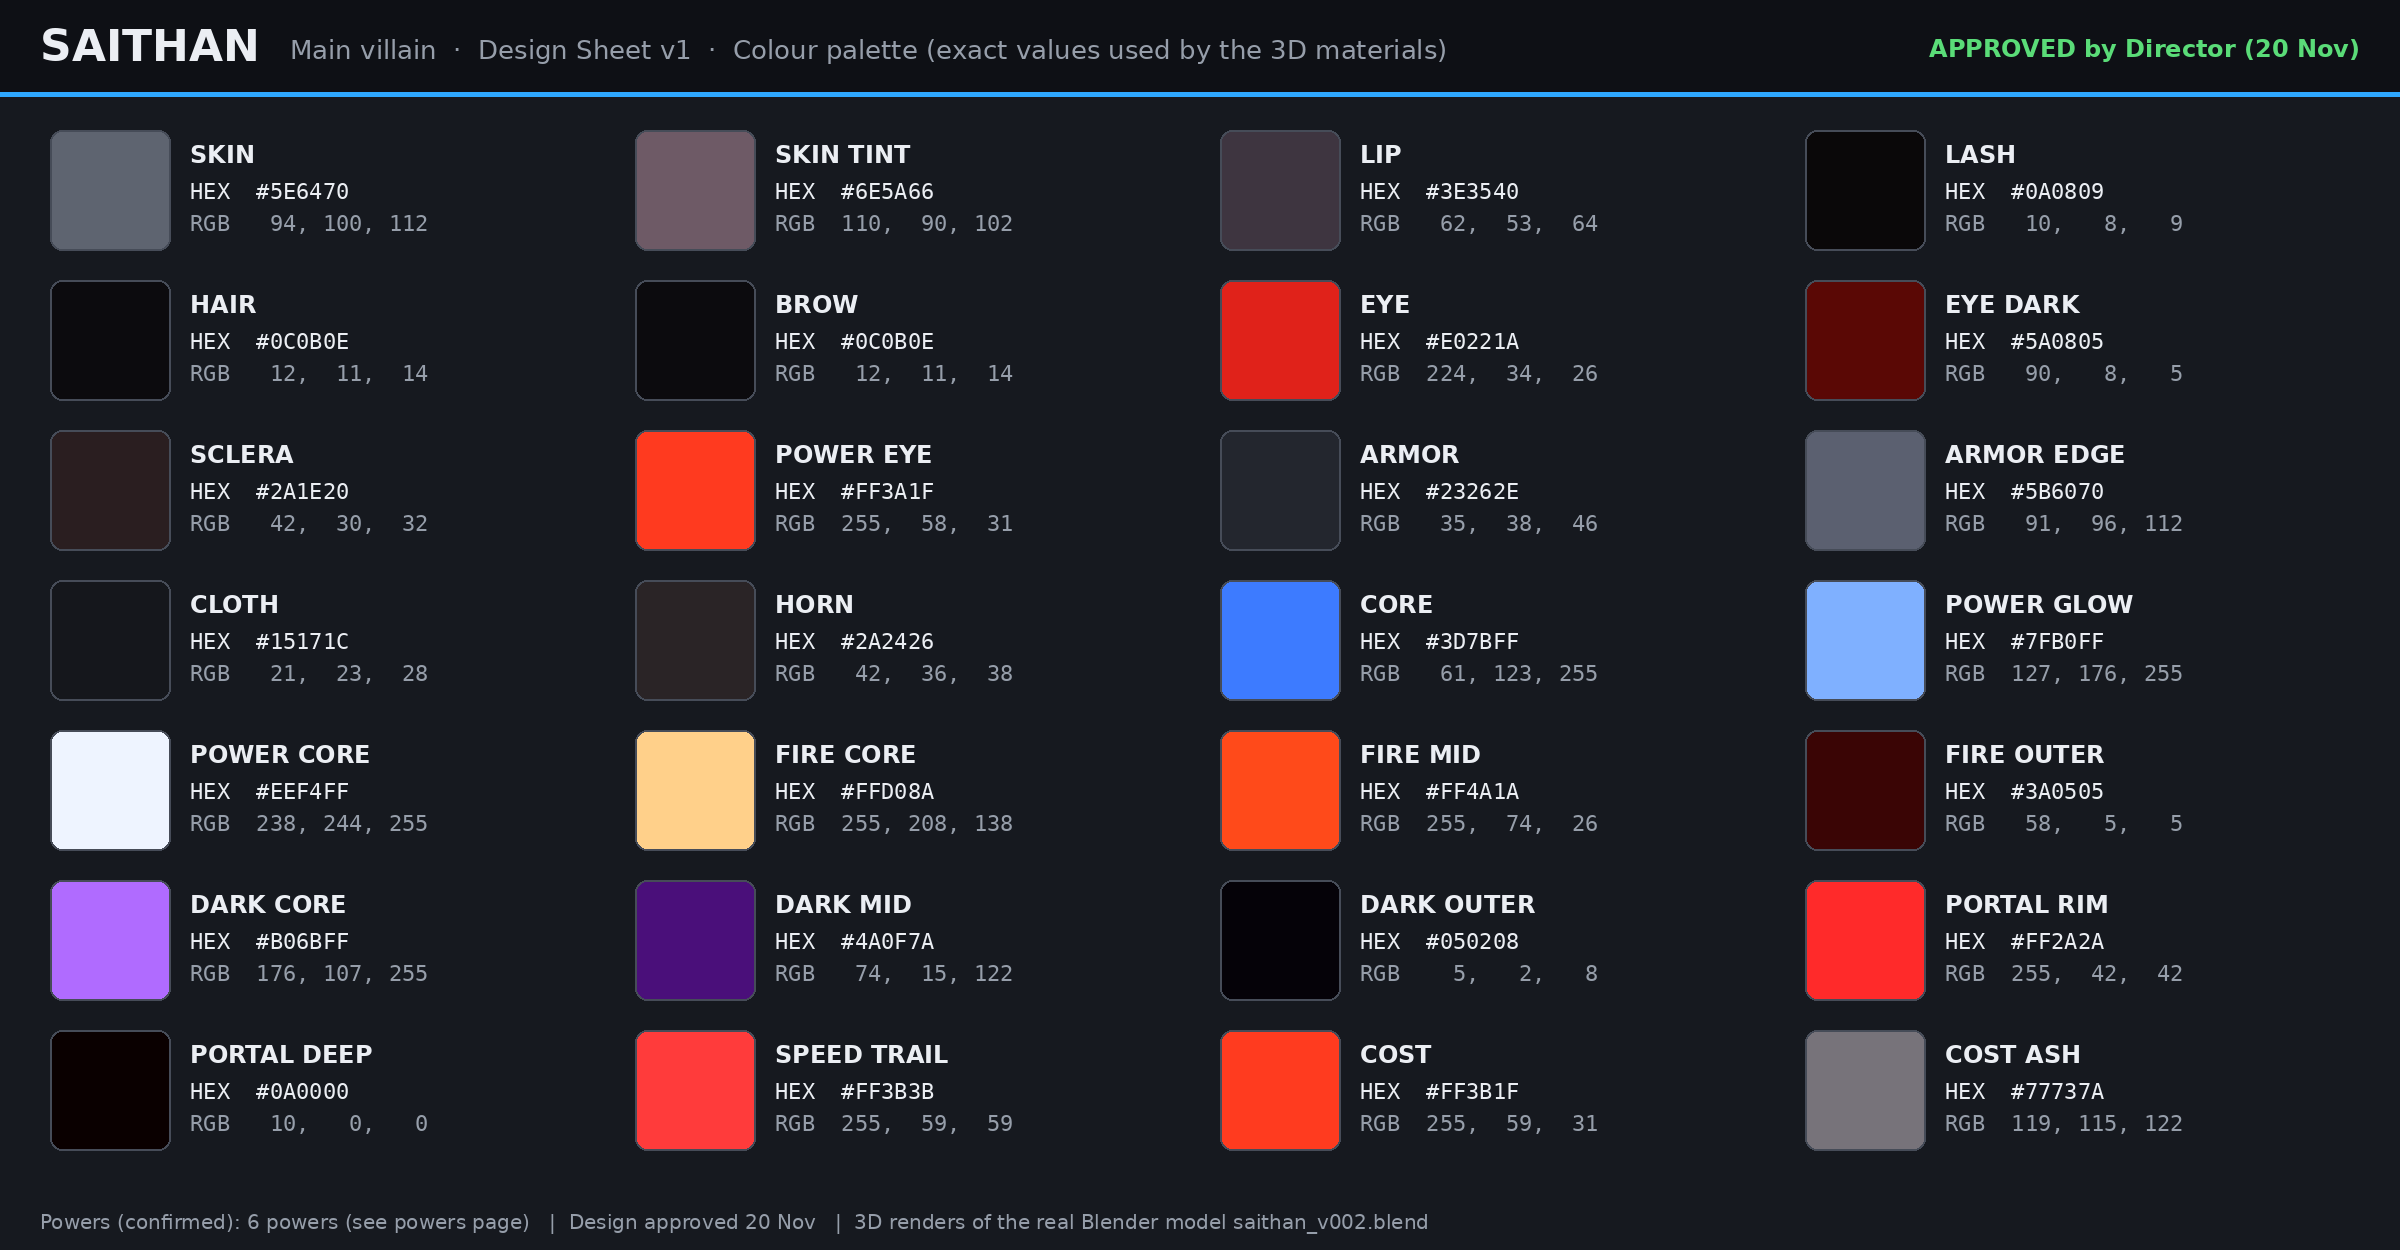 SAITHAN Main villain · Design Sheet v1 · Colour palette (exact values used by the 3D materials) APPROVED by Director (20 Nov)
SKIN
HEX #5E6470
RGB 94, 100, 112
SKIN TINT
HEX #6E5A66
RGB 110, 90, 102
LIP
HEX #3E3540
RGB 62, 53, 64
LASH
HEX #0A0809
RGB 10, 8, 9
HAIR
HEX #0C0B0E
RGB 12, 11, 14
BROW
HEX #0C0B0E
RGB 12, 11, 14
EYE
HEX #E0221A
RGB 224, 34, 26
EYE DARK
HEX #5A0805
RGB 90, 8, 5
SCLERA
HEX #2A1E20
RGB 42, 30, 32
POWER EYE
HEX #FF3A1F
RGB 255, 58, 31
ARMOR
HEX #23262E
RGB 35, 38, 46
ARMOR EDGE
HEX #5B6070
RGB 91, 96, 112
CLOTH
HEX #15171C
RGB 21, 23, 28
HORN
HEX #2A2426
RGB 42, 36, 38
CORE
HEX #3D7BFF
RGB 61, 123, 255
POWER GLOW
HEX #7FB0FF
RGB 127, 176, 255
POWER CORE
HEX #EEF4FF
RGB 238, 244, 255
FIRE CORE
HEX #FFD08A
RGB 255, 208, 138
FIRE MID
HEX #FF4A1A
RGB 255, 74, 26
FIRE OUTER
HEX #3A0505
RGB 58, 5, 5
DARK CORE
HEX #B06BFF
RGB 176, 107, 255
DARK MID
HEX #4A0F7A
RGB 74, 15, 122
DARK OUTER
HEX #050208
RGB 5, 2, 8
PORTAL RIM
HEX #FF2A2A
RGB 255, 42, 42
PORTAL DEEP
HEX #0A0000
RGB 10, 0, 0
SPEED TRAIL
HEX #FF3B3B
RGB 255, 59, 59
COST
HEX #FF3B1F
RGB 255, 59, 31
COST ASH
HEX #77737A
RGB 119, 115, 122
Powers (confirmed): 6 powers (see powers page) | Design approved 20 Nov | 3D renders of the real Blender model saithan_v002.blend